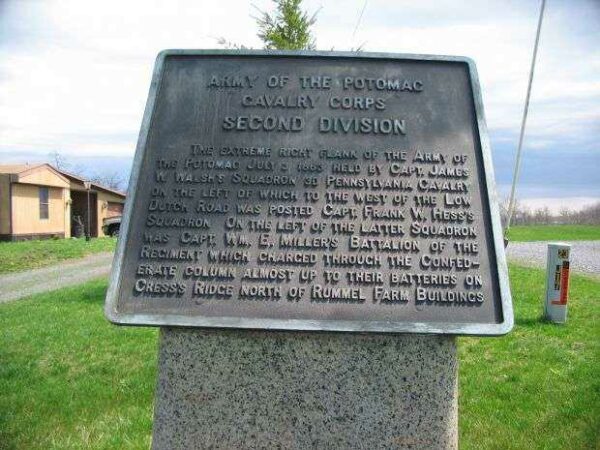 ARMY OF THE POTOMAC
CAVALRY CORPS
SECOND DIVISION
THE EXTREME RIGHT FLANK OF THE ARMY OF
THE POTOMAC JULY 3 1863 HELD BY CAPT. JAMES
W. WALSH'S SQUADRON 3D PENNSYLVANIA CAVALRY
ON THE LEFT OF WHICH TO THE WEST OF THE LOW
DUTCH ROAD WAS POSTED CAPT. FRANK W. HESS'S
SQUADRON. ON THE LEFT OF THE LATTER SQUADRON
WAS CAPT. WM. E. MILLER'S BATTALION OF THE
REGIMENT WHICH CHARGED THROUGH THE CONFED-
ERATE COLUMN ALMOST UP TO THEIR BATTERIES ON
CRESS'S RIDGE NORTH OF RUMMEL FARM BUILDINGS